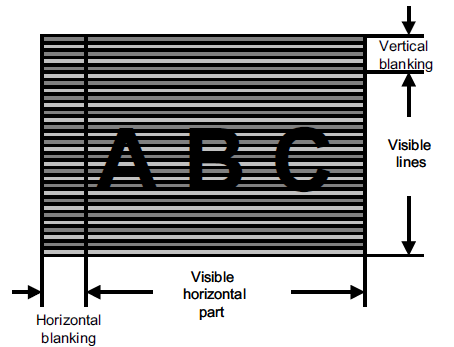 Vertical
blanking
A B C
Visible
lines
Visible
horizontal
part
Horizontal
blanking